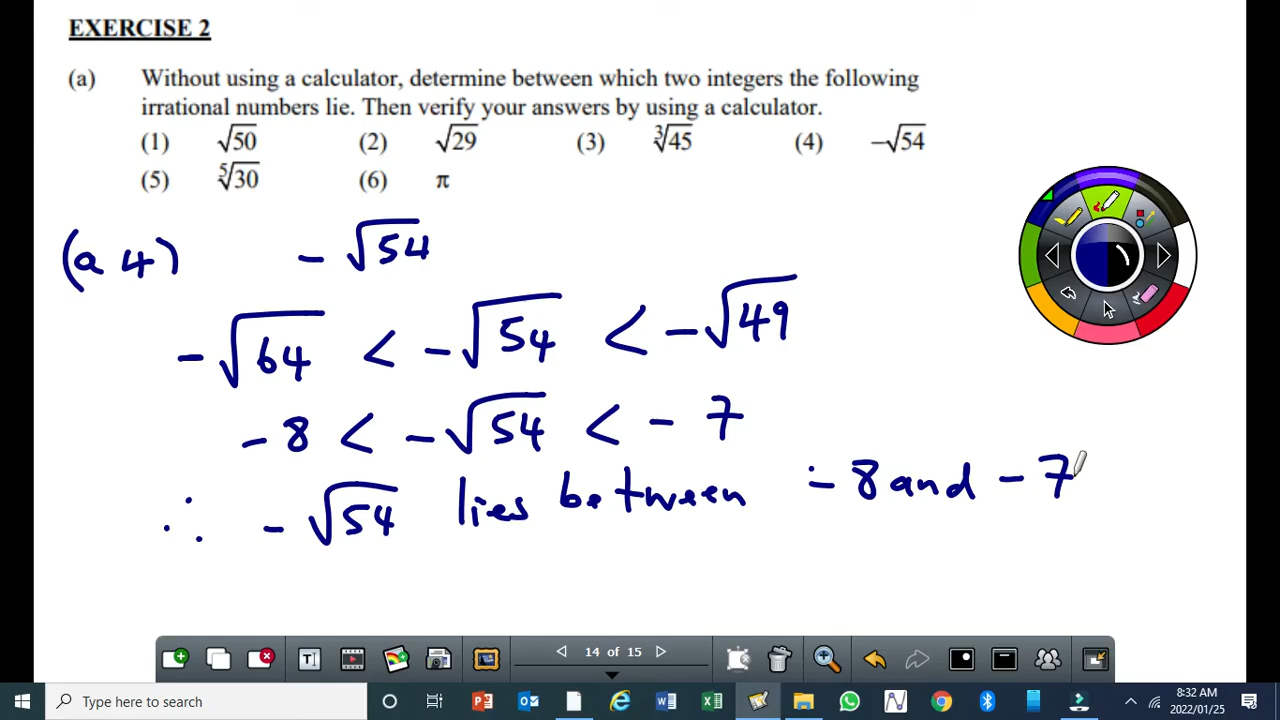 EXERCISE 2
(a) Without using a calculator, determine between which two integers the following
irrational numbers lie. Then verify your answers by using a calculator.
(1) √50 (2) √29 (3) ∛45 (4) −√54
(5) ⁵√30 (6) π
(a 4) − √54
− √64 < − √54 < − √49
− 8 < − √54 < − 7
∴ − √54 lies between − 8 and − 7
14 of 15
Type here to search
8:32 AM
2022/01/25